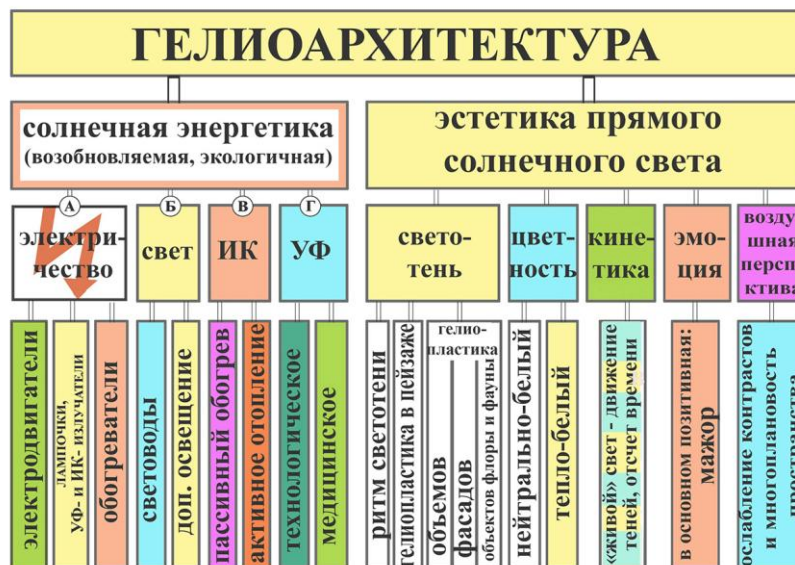 ГЕЛИОАРХИТЕКТУРА
солнечная энергетика
(возобновляемая, экологичная)
эстетика прямого
солнечного света
А
Б
В
Г
электри-
чество
свет
ИК
УФ
свето-
тень
цвет-
ность
кине-
тика
эмо-
ция
возду
шная
персп
ктива
электродвигатели
лампочки,
УФ- и ИК- излучатели
обогреватели
световоды
доп. освещение
пассивный обогрев
активное отопление
технологическое
медицинское
ритм светотени
гелиопластика в пейзаже
гелио-
пластика
объемов
фасадов
объектов флоры и фауны
нейтрально-белый
тепло-белый
«живой» свет - движение
теней, отсчет времени
в основном позитивная:
мажор
ослабление контрастов
и многоплановость
пространства